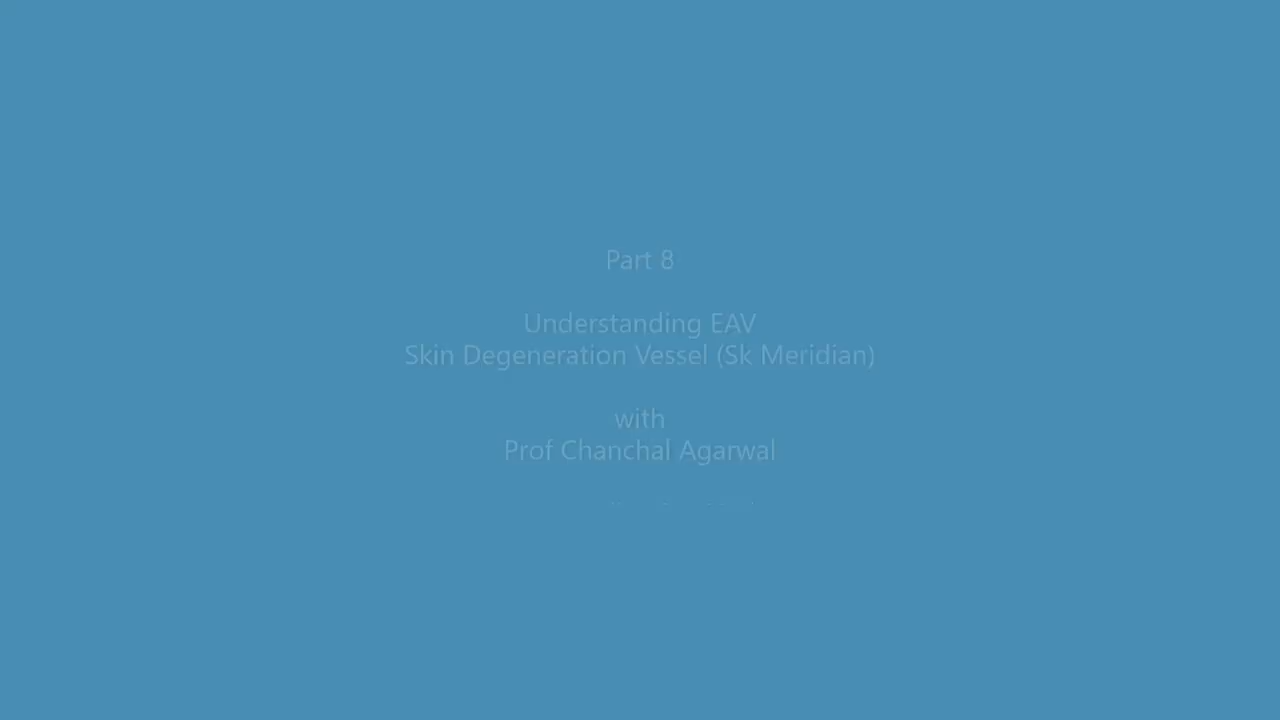 Part 8
Understanding EAV
Skin Degeneration Vessel (Sk Meridian)
with
Prof Chanchal Agarwal